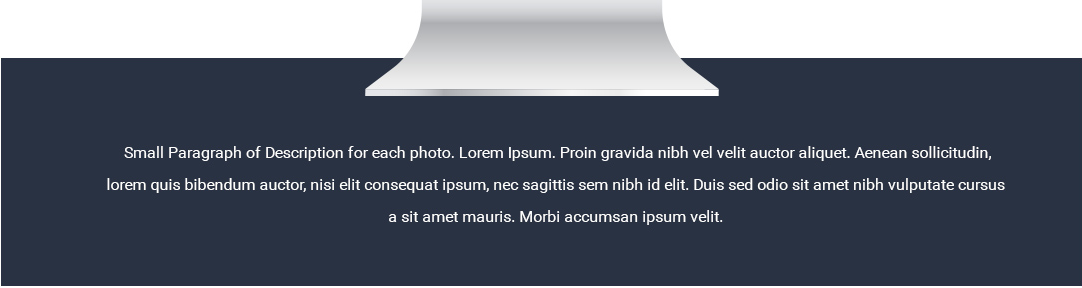 Small Paragraph of Description for each photo. Lorem Ipsum. Proin gravida nibh vel velit auctor aliquet. Aenean sollicitudin,
lorem quis bibendum auctor, nisi elit consequat ipsum, nec sagittis sem nibh id elit. Duis sed odio sit amet nibh vulputate cursus
a sit amet mauris. Morbi accumsan ipsum velit.